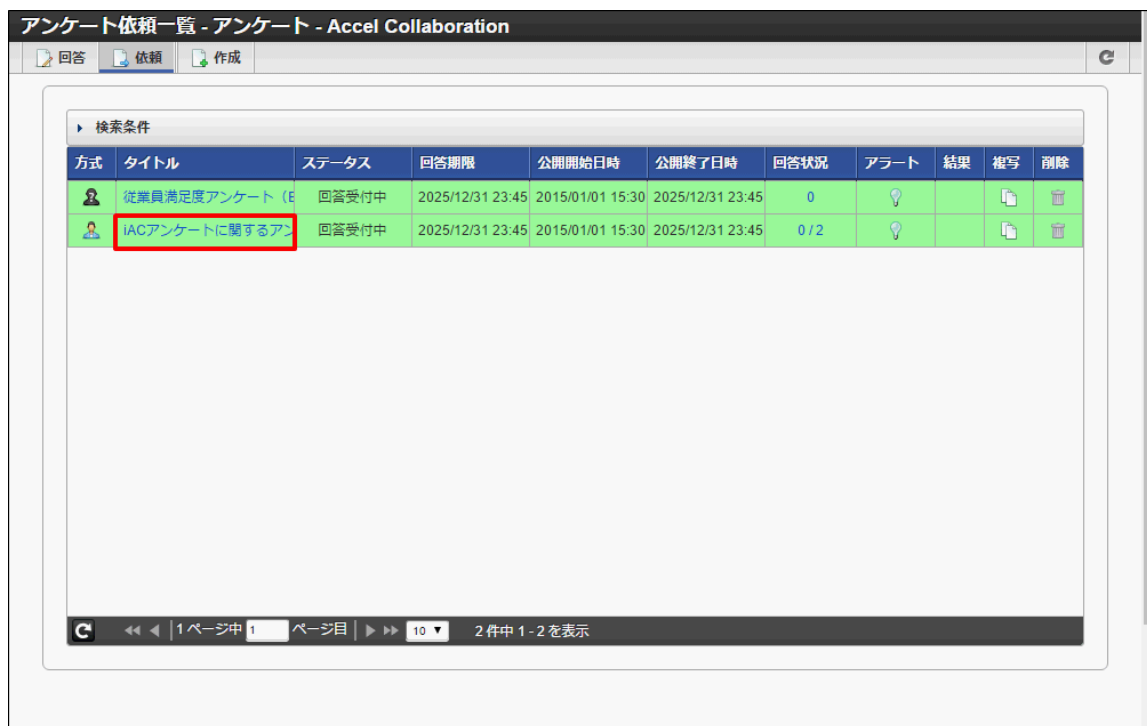 アンケート依頼一覧 - アンケート - Accel Collaboration
回答 依頼 作成
検索条件
方式 タイトル ステータス 回答期限 公開開始日時 公開終了日時 回答状況 アラート 結果 複写 削除
従業員満足度アンケート（E 回答受付中 2025/12/31 23:45 2015/01/01 15:30 2025/12/31 23:45 0
iACアンケートに関するアン 回答受付中 2025/12/31 23:45 2015/01/01 15:30 2025/12/31 23:45 0 / 2
1 ページ中 1 ページ目 10 2 件中 1 - 2 を表示